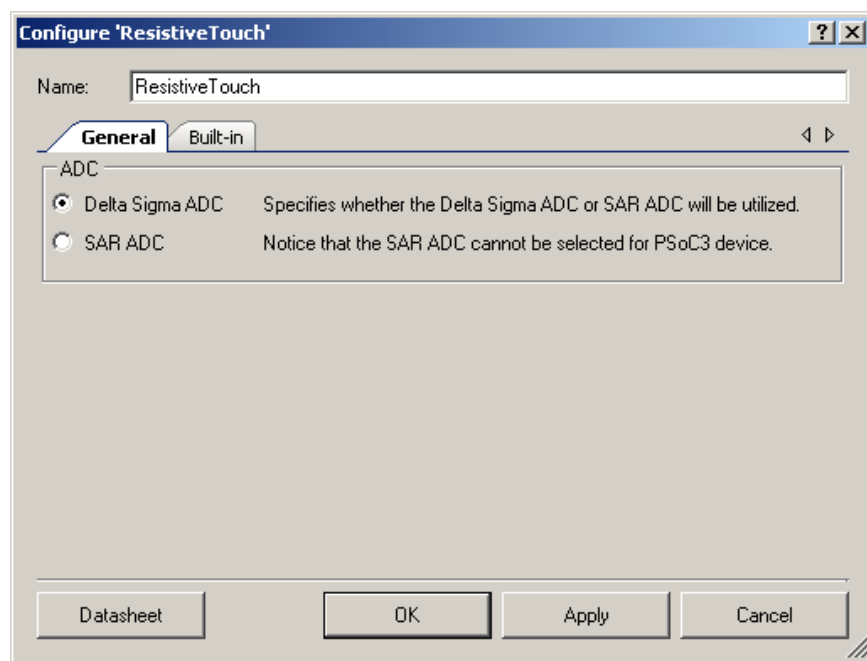 Configure 'ResistiveTouch'
Name: ResistiveTouch
General Built-in
ADC
Delta Sigma ADC Specifies whether the Delta Sigma ADC or SAR ADC will be utilized.
SAR ADC Notice that the SAR ADC cannot be selected for PSoC3 device.
Datasheet OK Apply Cancel